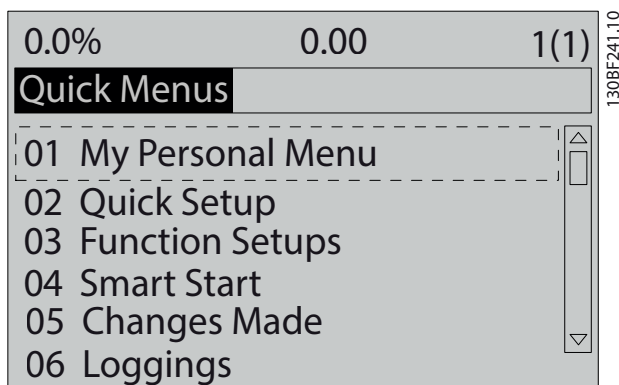 0.0% 0.00 1(1)
Quick Menus
01 My Personal Menu
02 Quick Setup
03 Function Setups
04 Smart Start
05 Changes Made
06 Loggings
130BF241.10